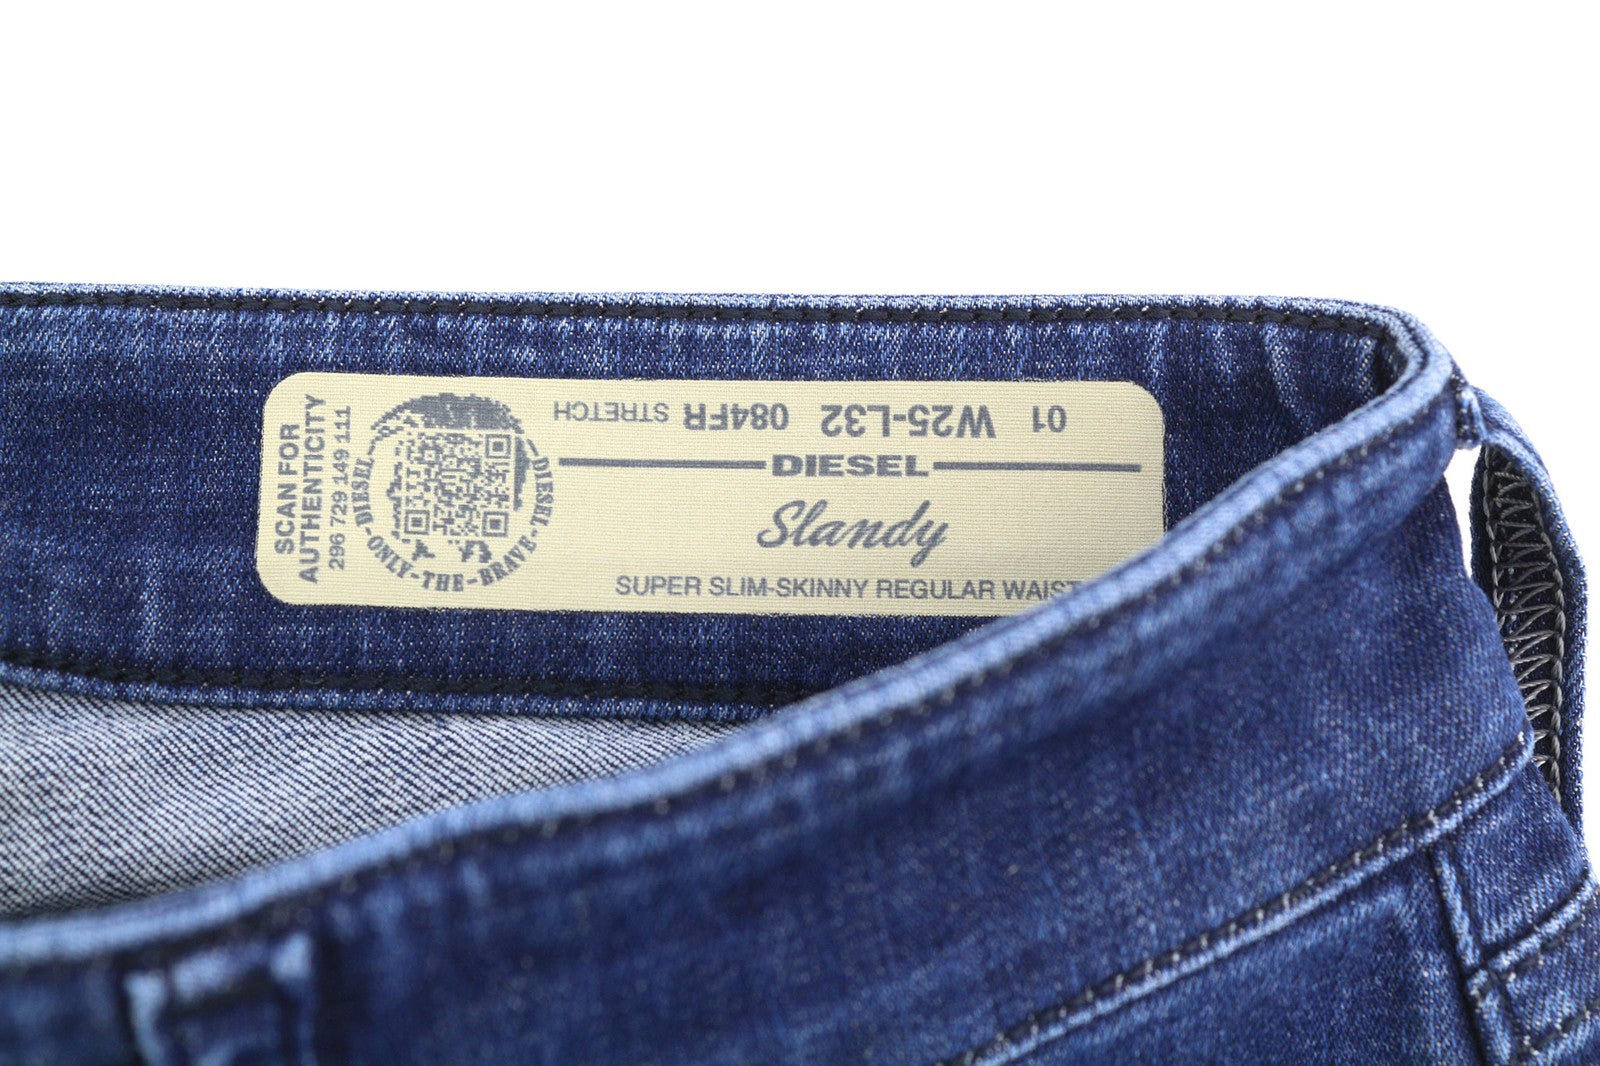 SCAN FOR
AUTHENTICITY
296 729 149 111
DIESEL
ONLY-THE-BRAVE-DIESEL
01 W25-L32 084FR STRETCH
DIESEL
Slandy
SUPER SLIM-SKINNY REGULAR WAIST